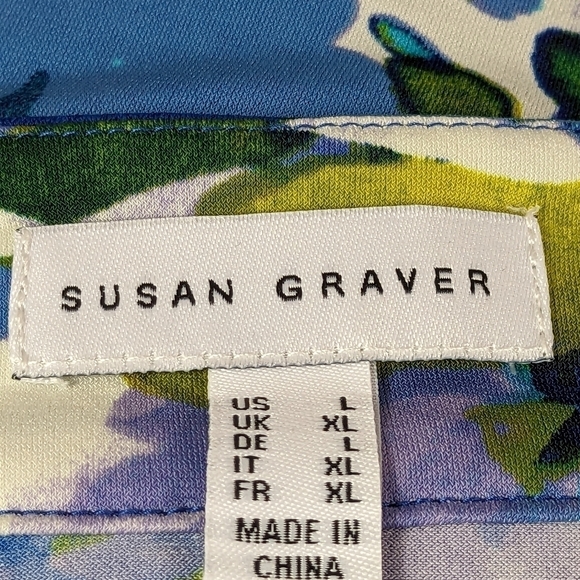 SUSAN GRAVER
US L
UK XL
DE L
IT XL
FR XL
MADE IN
CHINA